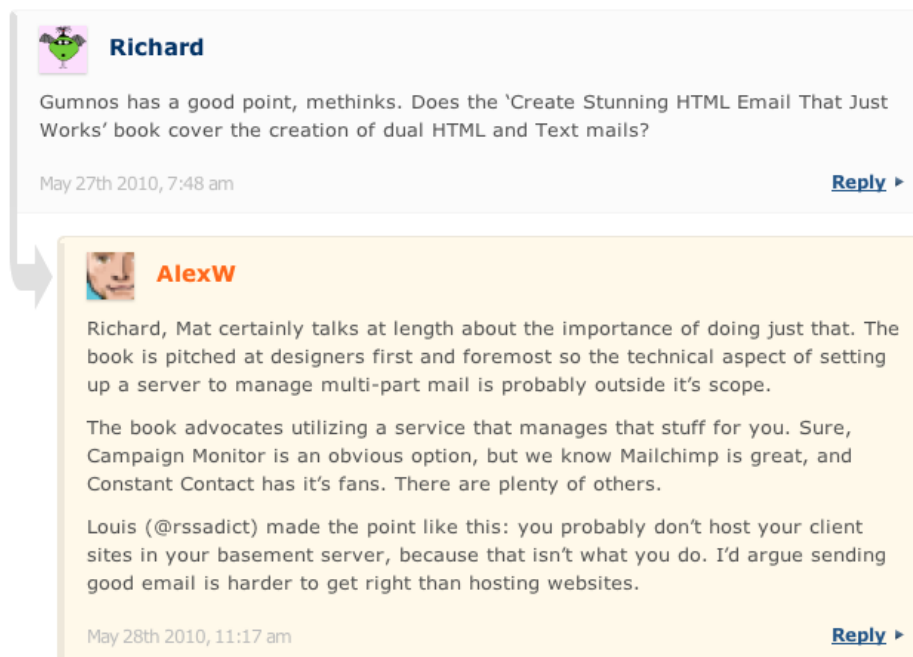 Richard
Gumnos has a good point, methinks. Does the ‘Create Stunning HTML Email That Just
Works’ book cover the creation of dual HTML and Text mails?
May 27th 2010, 7:48 am
Reply
AlexW
Richard, Mat certainly talks at length about the importance of doing just that. The
book is pitched at designers first and foremost so the technical aspect of setting
up a server to manage multi-part mail is probably outside it’s scope.
The book advocates utilizing a service that manages that stuff for you. Sure,
Campaign Monitor is an obvious option, but we know Mailchimp is great, and
Constant Contact has it’s fans. There are plenty of others.
Louis (@rssadict) made the point like this: you probably don’t host your client
sites in your basement server, because that isn’t what you do. I’d argue sending
good email is harder to get right than hosting websites.
May 28th 2010, 11:17 am
Reply